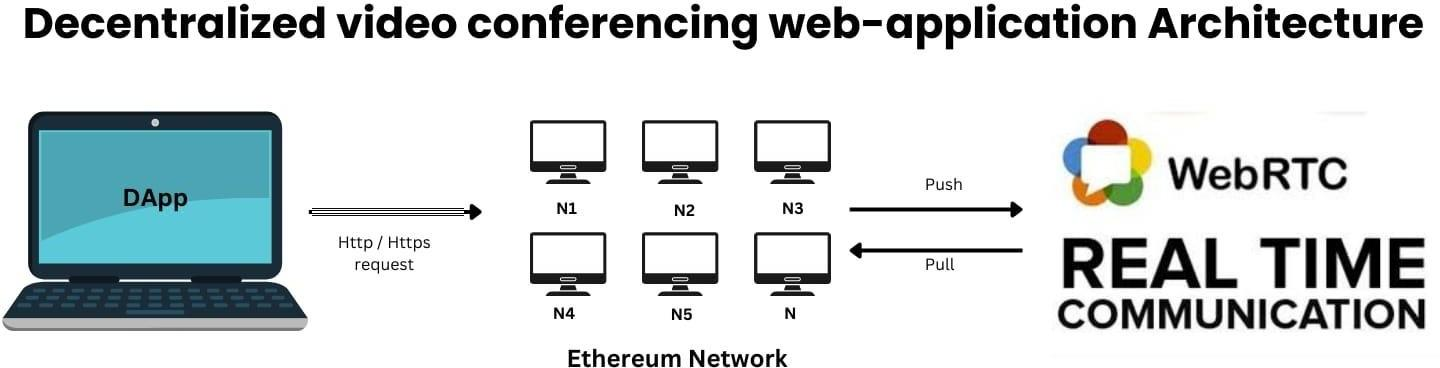 Decentralized video conferencing web-application Architecture
DApp
Http / Https
request
N1
N2
N3
N4
N5
N
Ethereum Network
Push
Pull
WebRTC
REAL TIME
COMMUNICATION